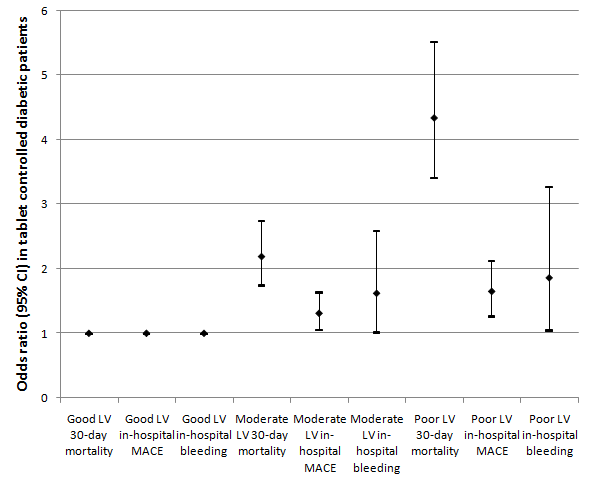 Odds ratio (95% CI) in tablet controlled diabetic patients
6
5
4
3
2
1
0
Good LV
30-day
mortality
Good LV
in-hospital
MACE
Good LV
in-hospital
bleeding
Moderate
LV 30-day
mortality
Moderate
LV in-
hospital
MACE
Moderate
LV in-
hospital
bleeding
Poor LV
30-day
mortality
Poor LV
in-hospital
MACE
Poor LV
in-hospital
bleeding